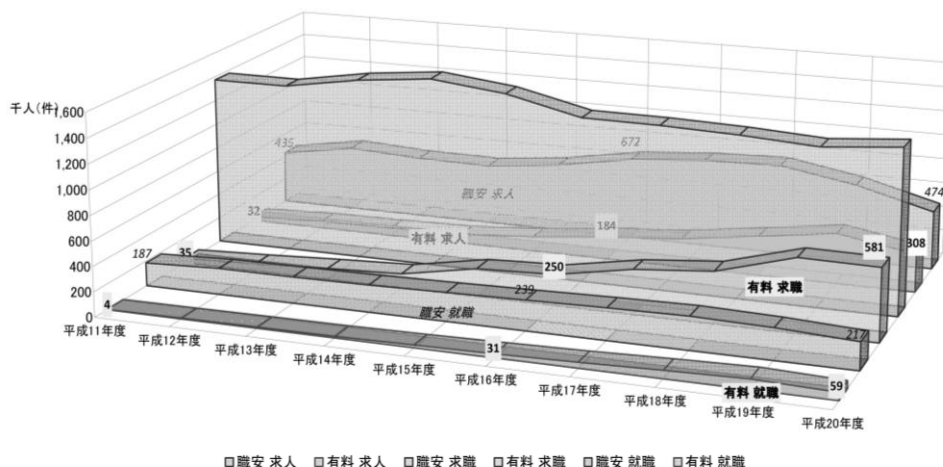 千人(件)
1,600
1,400
1,200
1,000
800
600
400
200
0
435
672
474
職安 求人
32
184
308
有料 求人
35
250
581
有料 求職
187
239
217
職安 就職
4
31
59
有料 就職
平成11年度
平成12年度
平成13年度
平成14年度
平成15年度
平成16年度
平成17年度
平成18年度
平成19年度
平成20年度
職安 求人 有料 求人 職安 求職 有料 求職 職安 就職 有料 就職